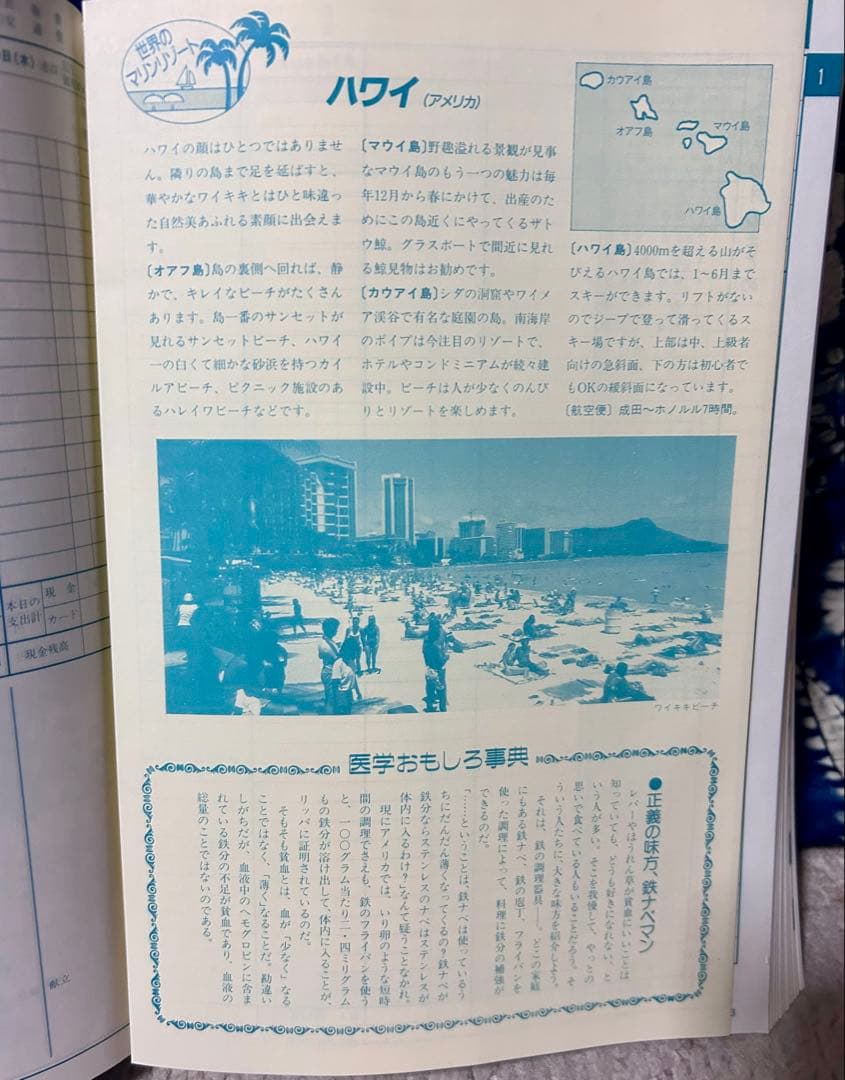 世界の
マリンリゾート
ハワイ(アメリカ)
ハワイの顔はひとつではありませ
ん。隣りの島まで足を延ばすと、
華やかなワイキキとはひと味違っ
た自然美あふれる素顔に出会えま
す。
〔オアフ島〕島の裏側へ回れば、静
かで、キレイなビーチがたくさん
あります。島一番のサンセットが
見れるサンセットビーチ、ハワイ
一の白くて細かな砂浜を持つカイ
ルアビーチ、ピクニック施設のあ
るハレイワビーチなどです。
〔マウイ島〕野趣溢れる景観が見事
なマウイ島のもう一つの魅力は毎
年12月から春にかけて、出産のた
めにこの島近くにやってくるザト
ウ鯨。グラスボートで間近に見れ
る鯨見物はお勧めです。
〔カウアイ島〕シダの洞窟やワイメ
ア渓谷で有名な庭園の島。南海岸
のポイプは今注目のリゾートで、
ホテルやコンドミニアムが続々建
設中。ビーチは人が少なくのんび
りとリゾートを楽しめます。
カウアイ島
オアフ島
マウイ島
ハワイ島
〔ハワイ島〕4000mを超える山がそ
びえるハワイ島では、1〜6月まで
スキーができます。リフトがない
のでジープで登って滑ってくるス
キー場ですが、上部は中、上級者
向けの急斜面、下の方は初心者で
もOKの緩斜面になっています。
〔航空便〕成田〜ホノルル7時間。
ワイキキビーチ
医学おもしろ事典
●正義の味方、鉄ナベマン
レバーやほうれん草が貧血にいいことは
知っていても、どうも好きになれない、と
いう人が多い。そこを我慢して、やっとの
思いで食べている人もいることだろう。そ
ういう人たちに、大きな味方を紹介しよう。
それは、鉄の調理器具――。どこの家庭
にもある鉄ナベ、鉄の庖丁、フライパンを
使った調理によって、料理に鉄分の補強が
できるのだ。
「……ということは、鉄ナベは使っているう
ちにだんだん薄くなってくるの？鉄ナベが
鉄分ならステンレスのナベはステンレスが
体内に入るわけ？」なんて疑うことなかれ。
現にアメリカでは、いり卵のような短時
間の調理でさえも、鉄のフライパンを使う
と、一〇〇グラム当たり二・四ミリグラム
もの鉄分が溶け出して、体内に入ることが、
リッパに証明されているのだ。
そもそも貧血とは、血が「少なく」なる
ことではなく、「薄く」なることだ。勘違い
しがちだが、血液中のヘモグロビンに含ま
れている鉄分の不足が貧血であり、血液の
総量のことではないのである。
日(木)
本日の
支出計
現金
カード
現金残高
献立
1